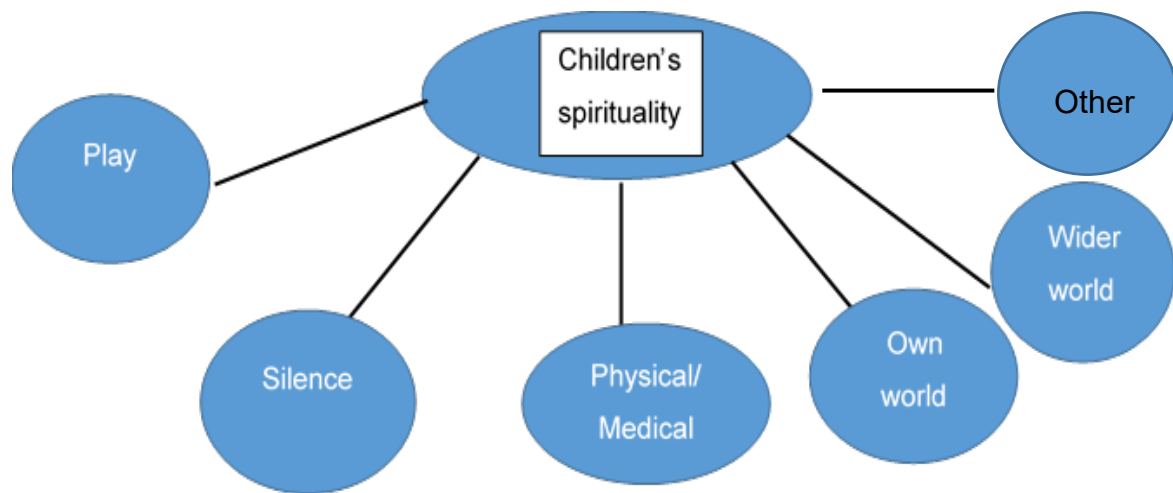 Children's
spirituality
Other
Play
Wider
world
Silence
Physical/
Medical
Own
world